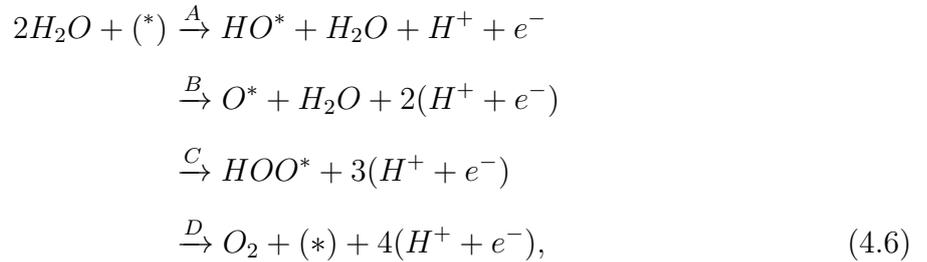 2H₂O + (*) →ᴬ HO* + H₂O + H⁺ + e⁻
→ᴮ O* + H₂O + 2(H⁺ + e⁻)
→ᶜ HOO* + 3(H⁺ + e⁻)
→ᴰ O₂ + (*) + 4(H⁺ + e⁻), (4.6)